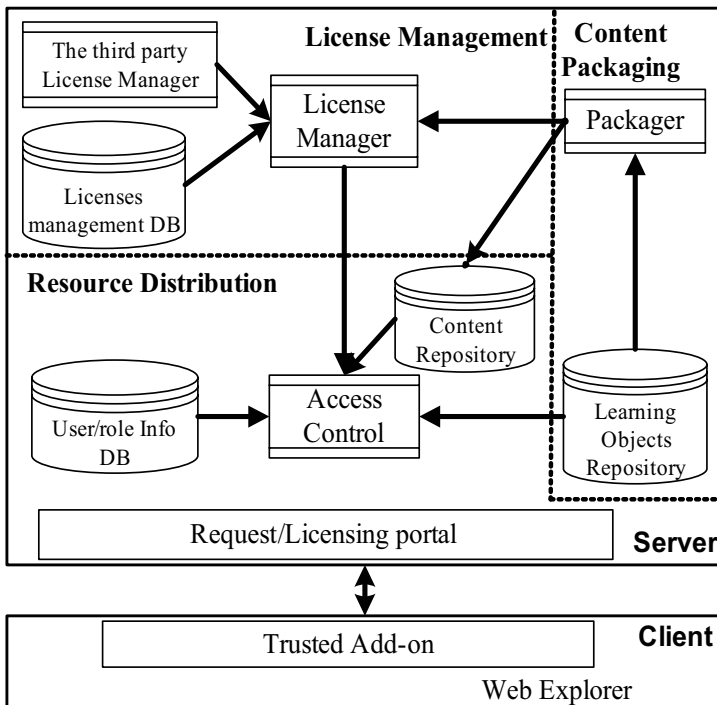 License Management
Content
Packaging
The third party
License Manager
License
Manager
Packager
Licenses
management DB
Resource Distribution
Content
Repository
User/role Info
DB
Access
Control
Learning
Objects
Repository
Request/Licensing portal
Server
Client
Trusted Add-on
Web Explorer